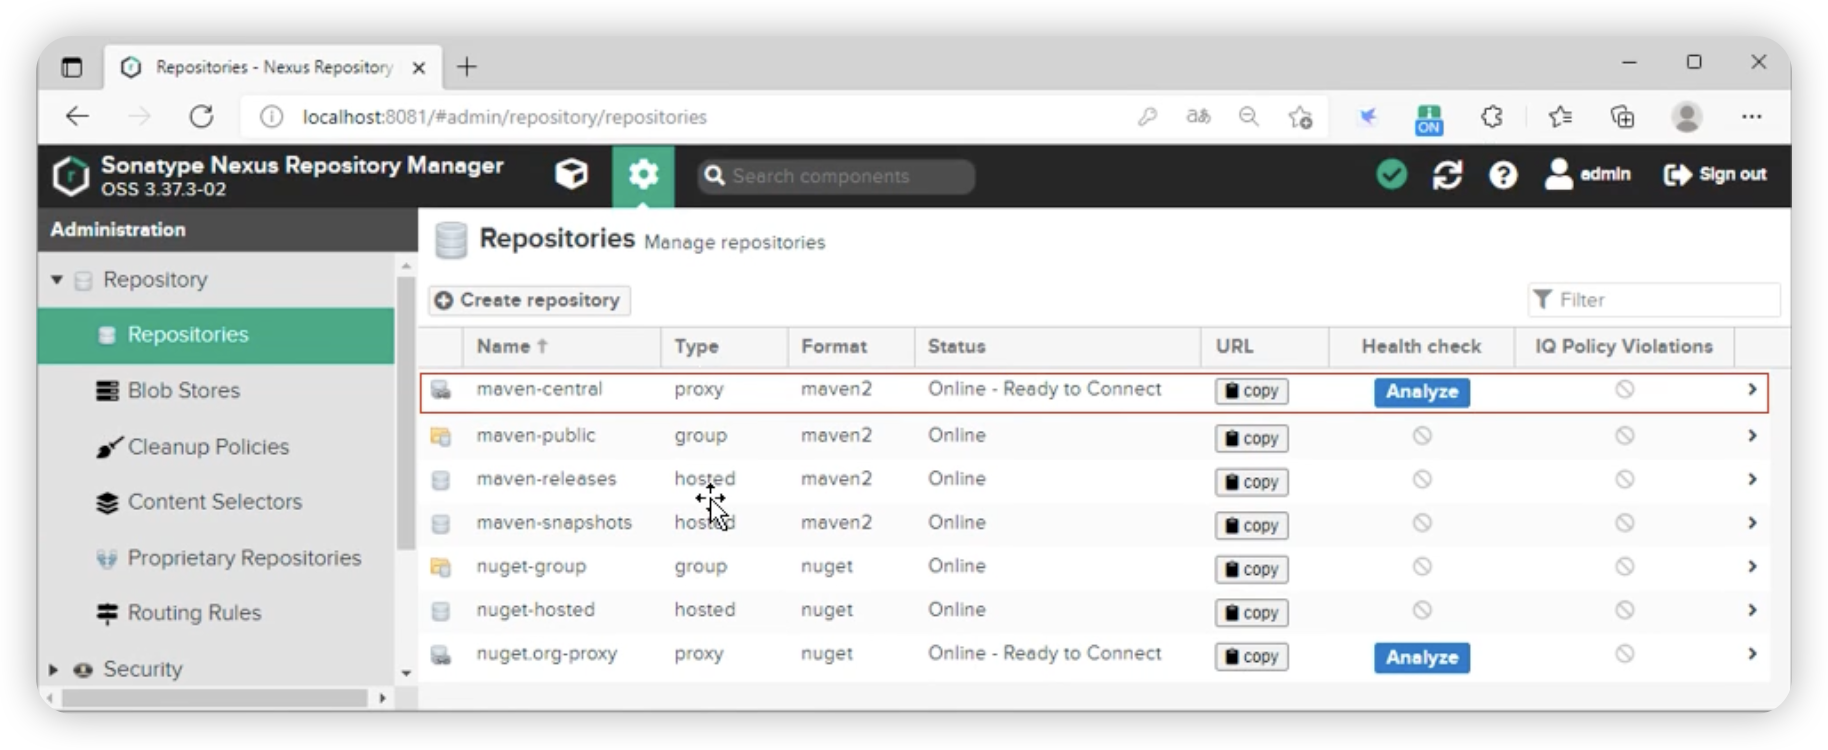 Repositories - Nexus Repository
localhost:8081/#admin/repository/repositories
aあ
ON
Sonatype Nexus Repository Manager
OSS 3.37.3-02
Search components
admin
Sign out
Administration
Repositories Manage repositories
Repository
Create repository
Filter
Repositories
Name Type Format Status URL Health check IQ Policy Violations
maven-central proxy maven2 Online - Ready to Connect copy Analyze
Blob Stores
maven-public group maven2 Online copy
Cleanup Policies
maven-releases hosted maven2 Online copy
Content Selectors
maven-snapshots hosted maven2 Online copy
Proprietary Repositories
nuget-group group nuget Online copy
Routing Rules
nuget-hosted hosted nuget Online copy
Security
nuget.org-proxy proxy nuget Online - Ready to Connect copy Analyze